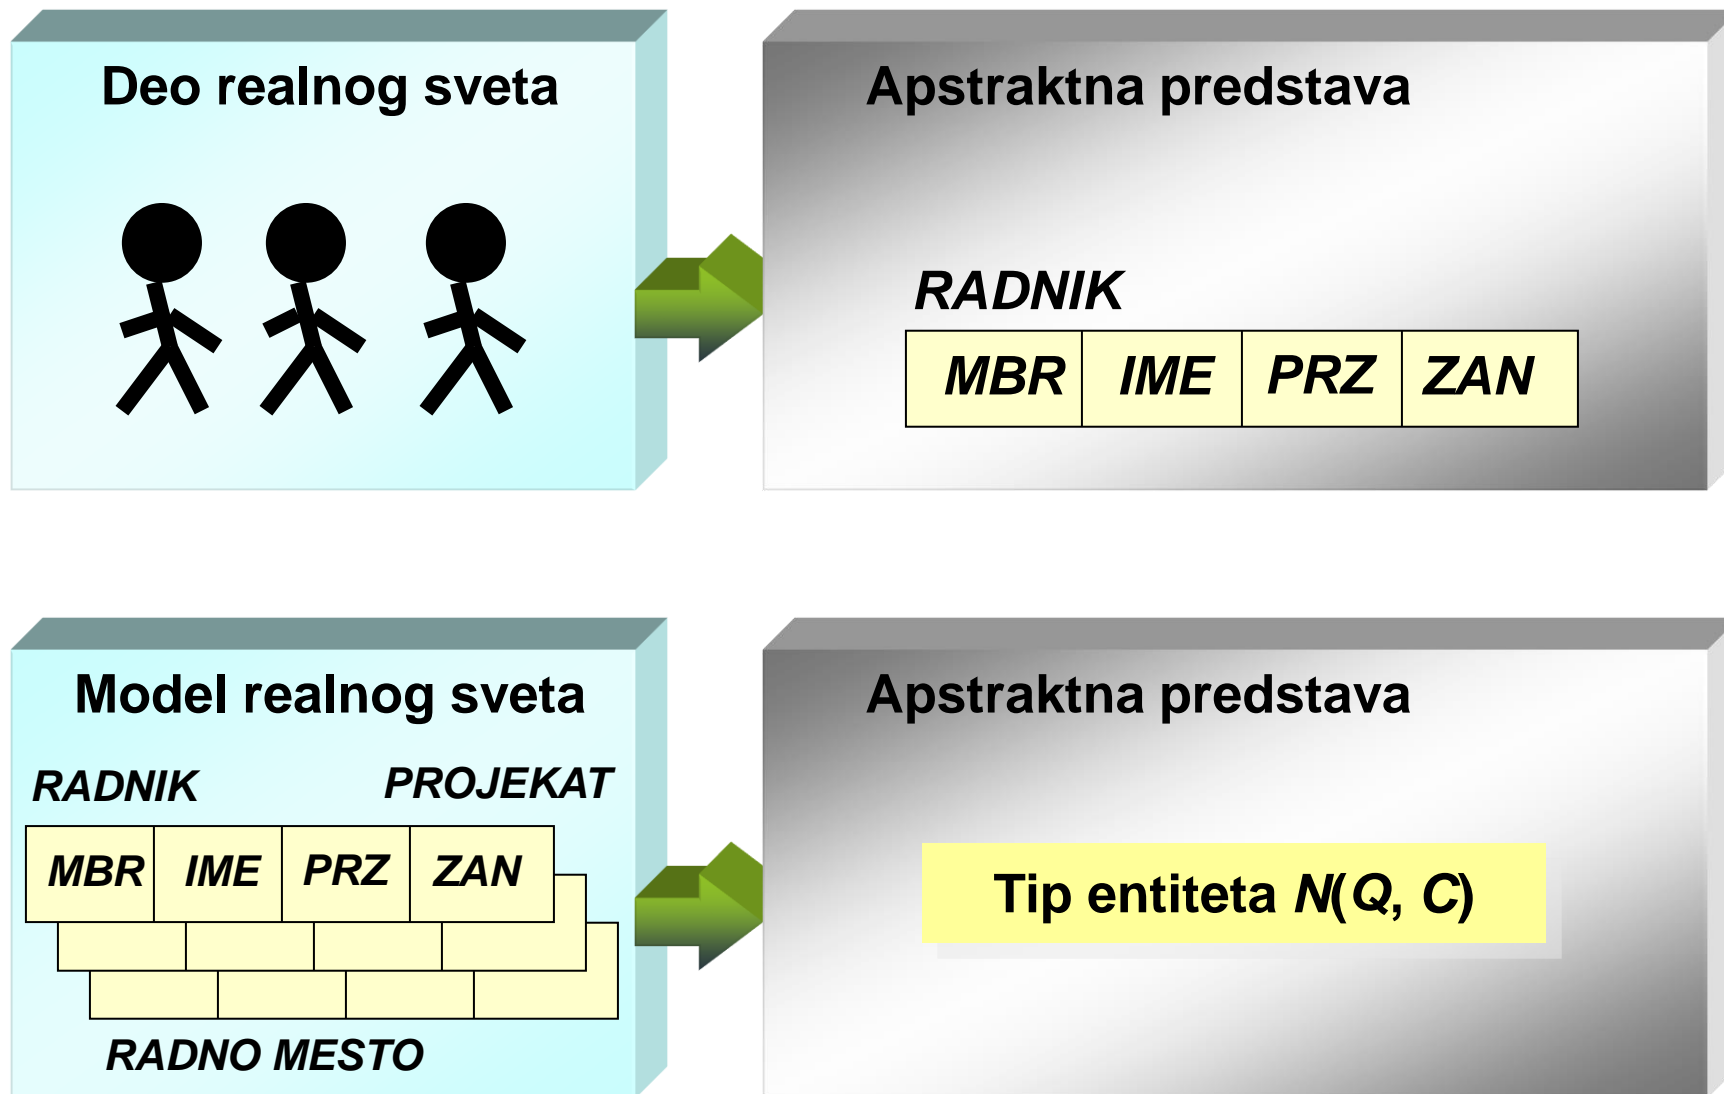 Deo realnog sveta
Apstraktna predstava
RADNIK
MBR IME PRZ ZAN
Model realnog sveta
RADNIK PROJEKAT
MBR IME PRZ ZAN
RADNO MESTO
Apstraktna predstava
Tip entiteta N(Q, C)